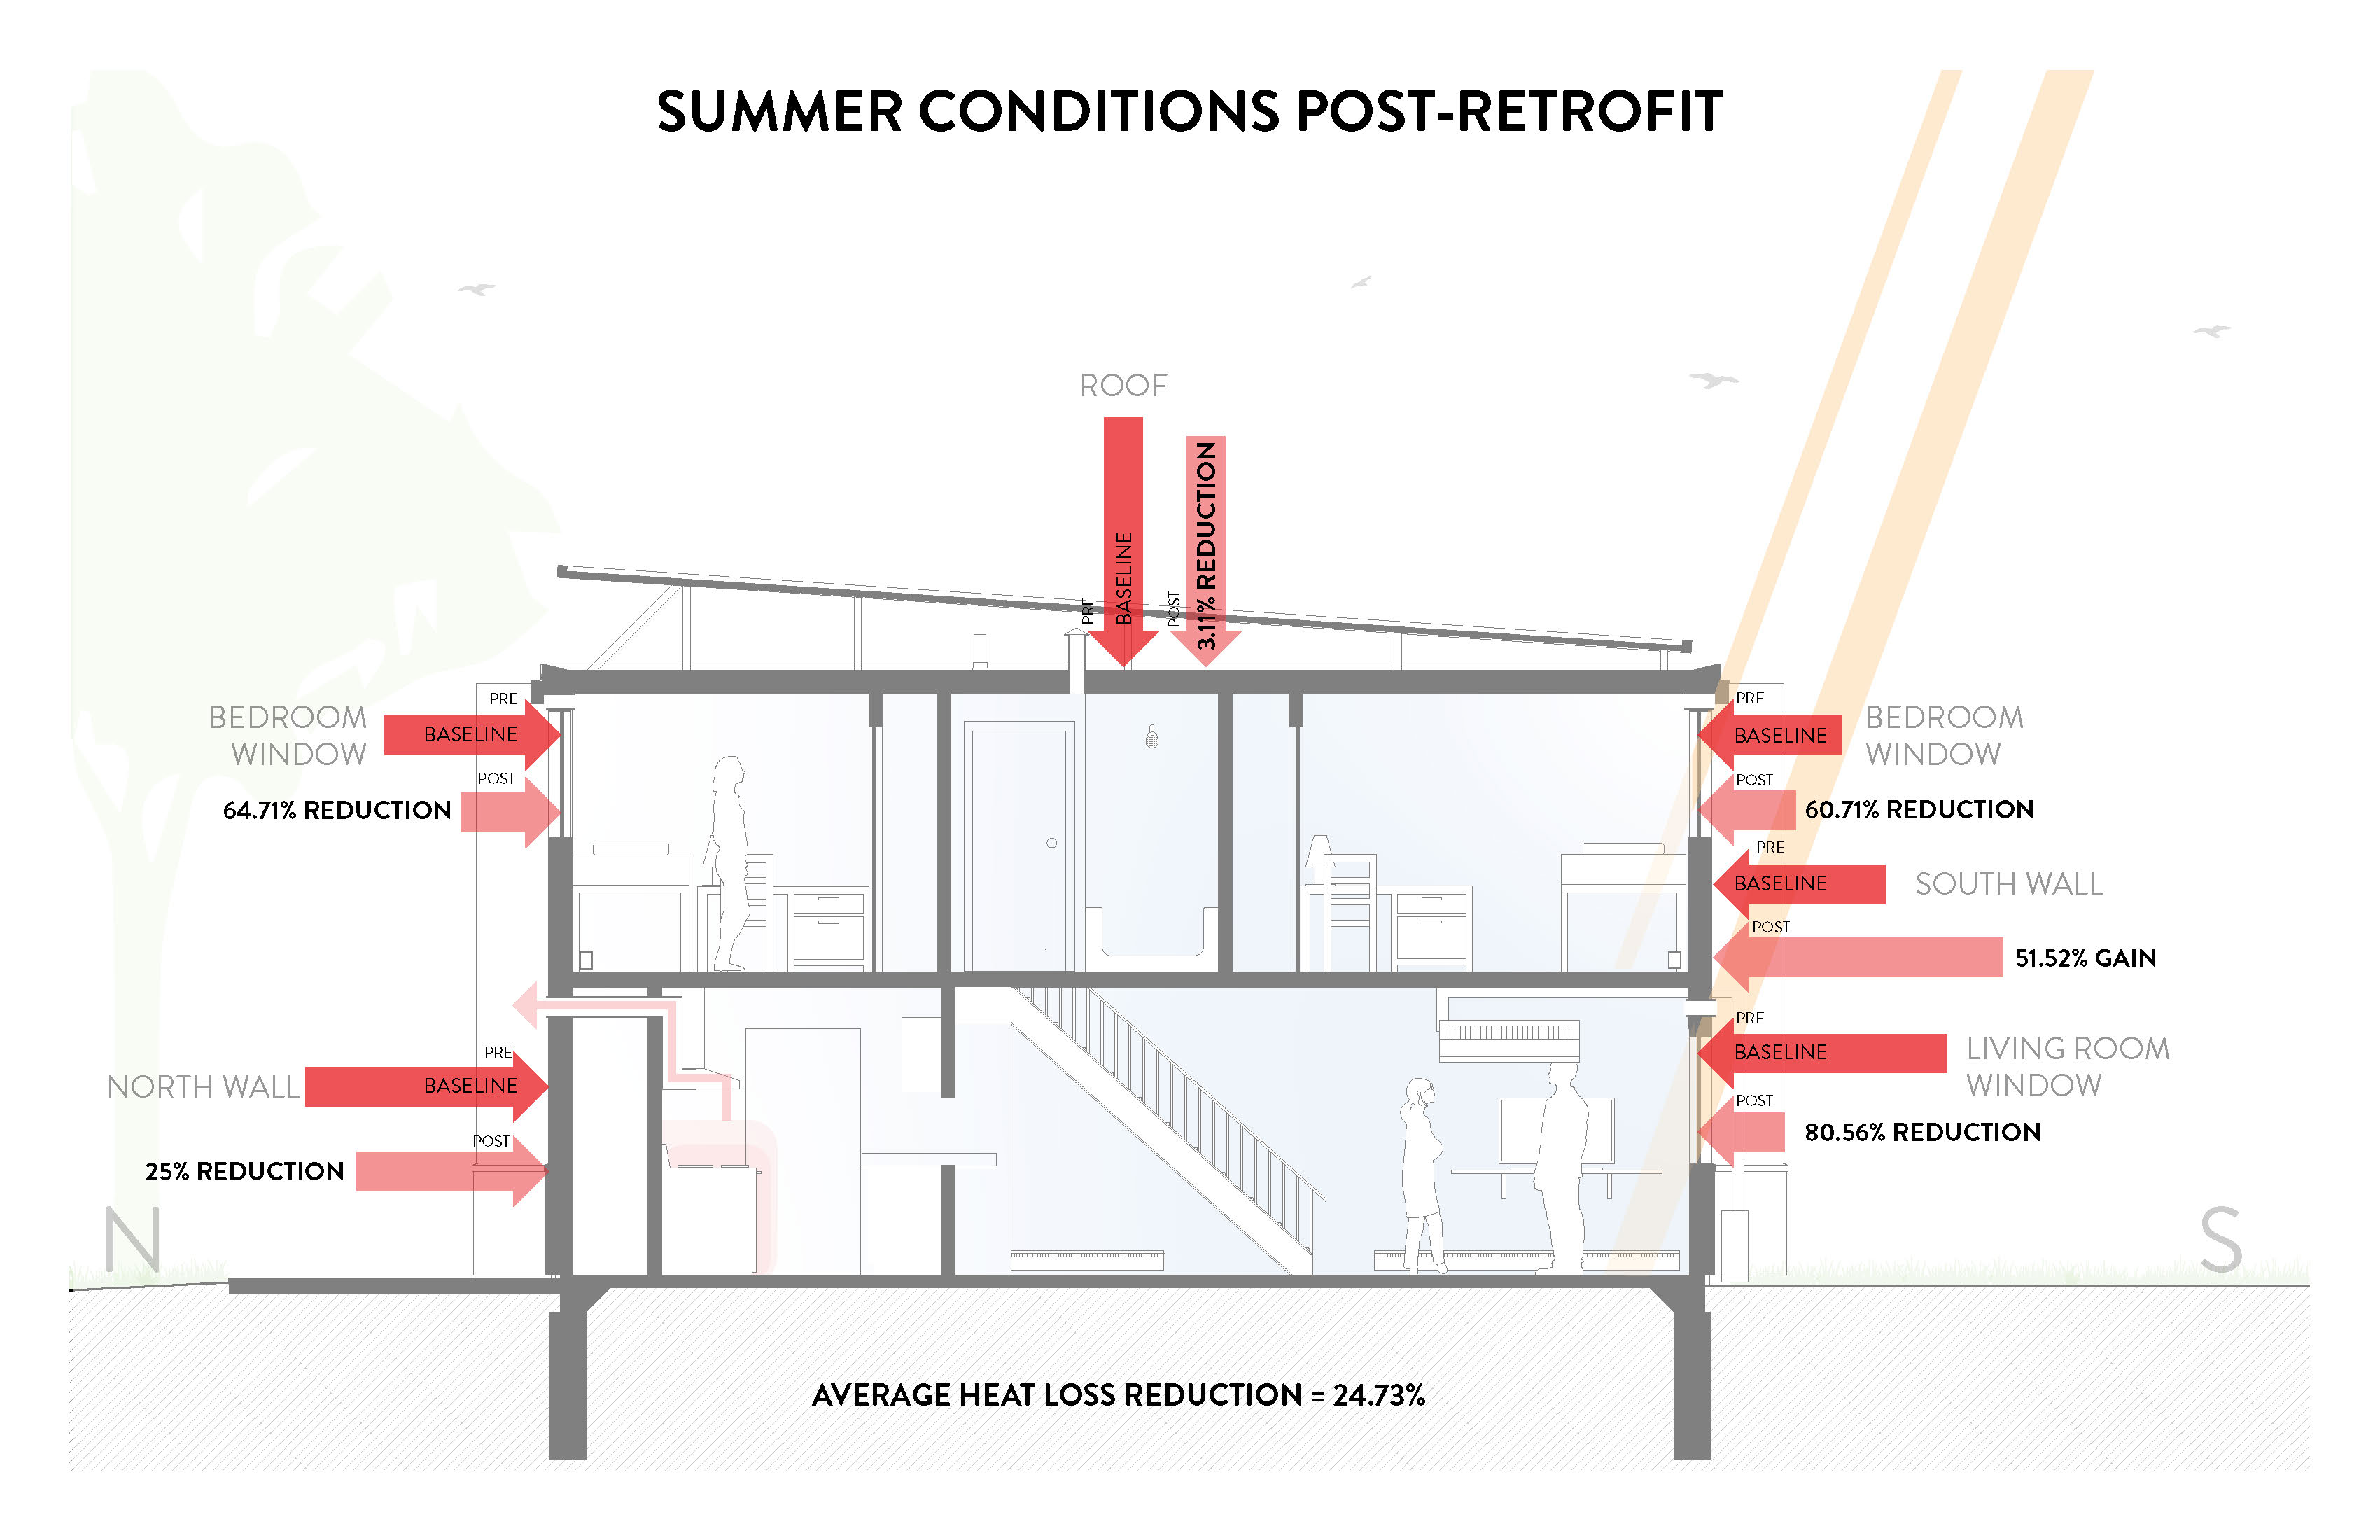 SUMMER CONDITIONS POST-RETROFIT
ROOF
PRE
BASELINE
POST
3.11% REDUCTION
BEDROOM
WINDOW
PRE
BASELINE
POST
64.71% REDUCTION
NORTH WALL
PRE
BASELINE
POST
25% REDUCTION
N
PRE
BASELINE
BEDROOM
WINDOW
POST
60.71% REDUCTION
PRE
BASELINE
SOUTH WALL
POST
51.52% GAIN
PRE
BASELINE
LIVING ROOM
WINDOW
POST
80.56% REDUCTION
S
AVERAGE HEAT LOSS REDUCTION = 24.73%